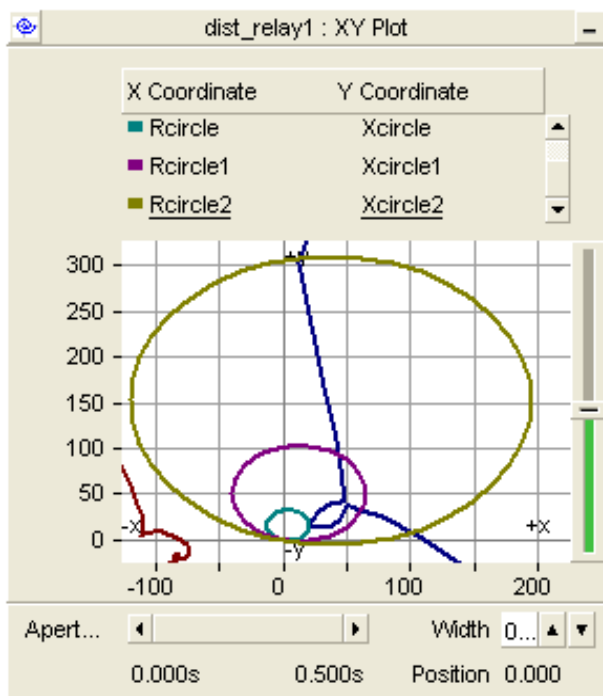 dist_relay1 : XY Plot
X Coordinate Y Coordinate
Rcircle Xcircle
Rcircle1 Xcircle1
Rcircle2 Xcircle2
300
250
200
150
100
50
-x +x
0
-y
-100 0 100 200
Apert... Width 0...
0.000s 0.500s Position 0.000